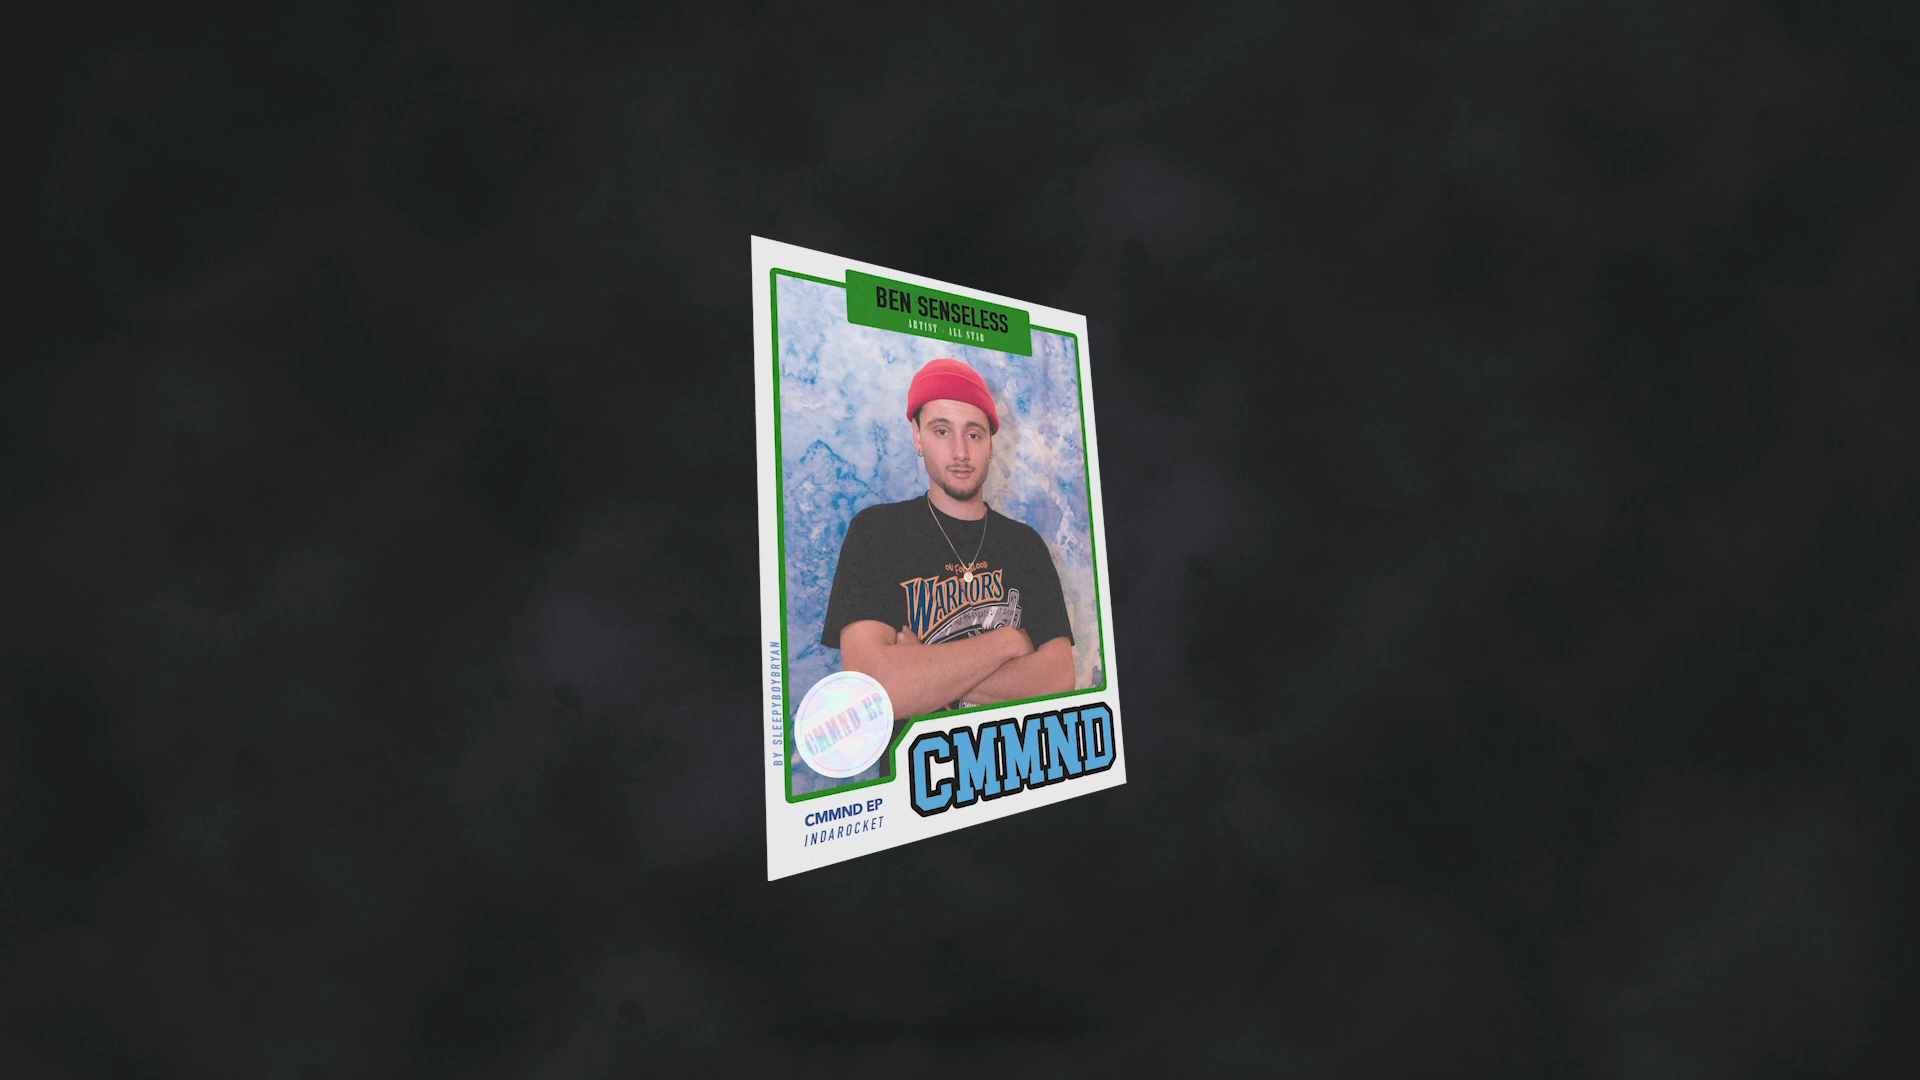 BEN SENSELESS
ARTIST - ALL STAR
WARRIORS
BY SLEEPYBOYBRYAN
CMMND EP
CMMND
CMMND EP
INDAROCKET